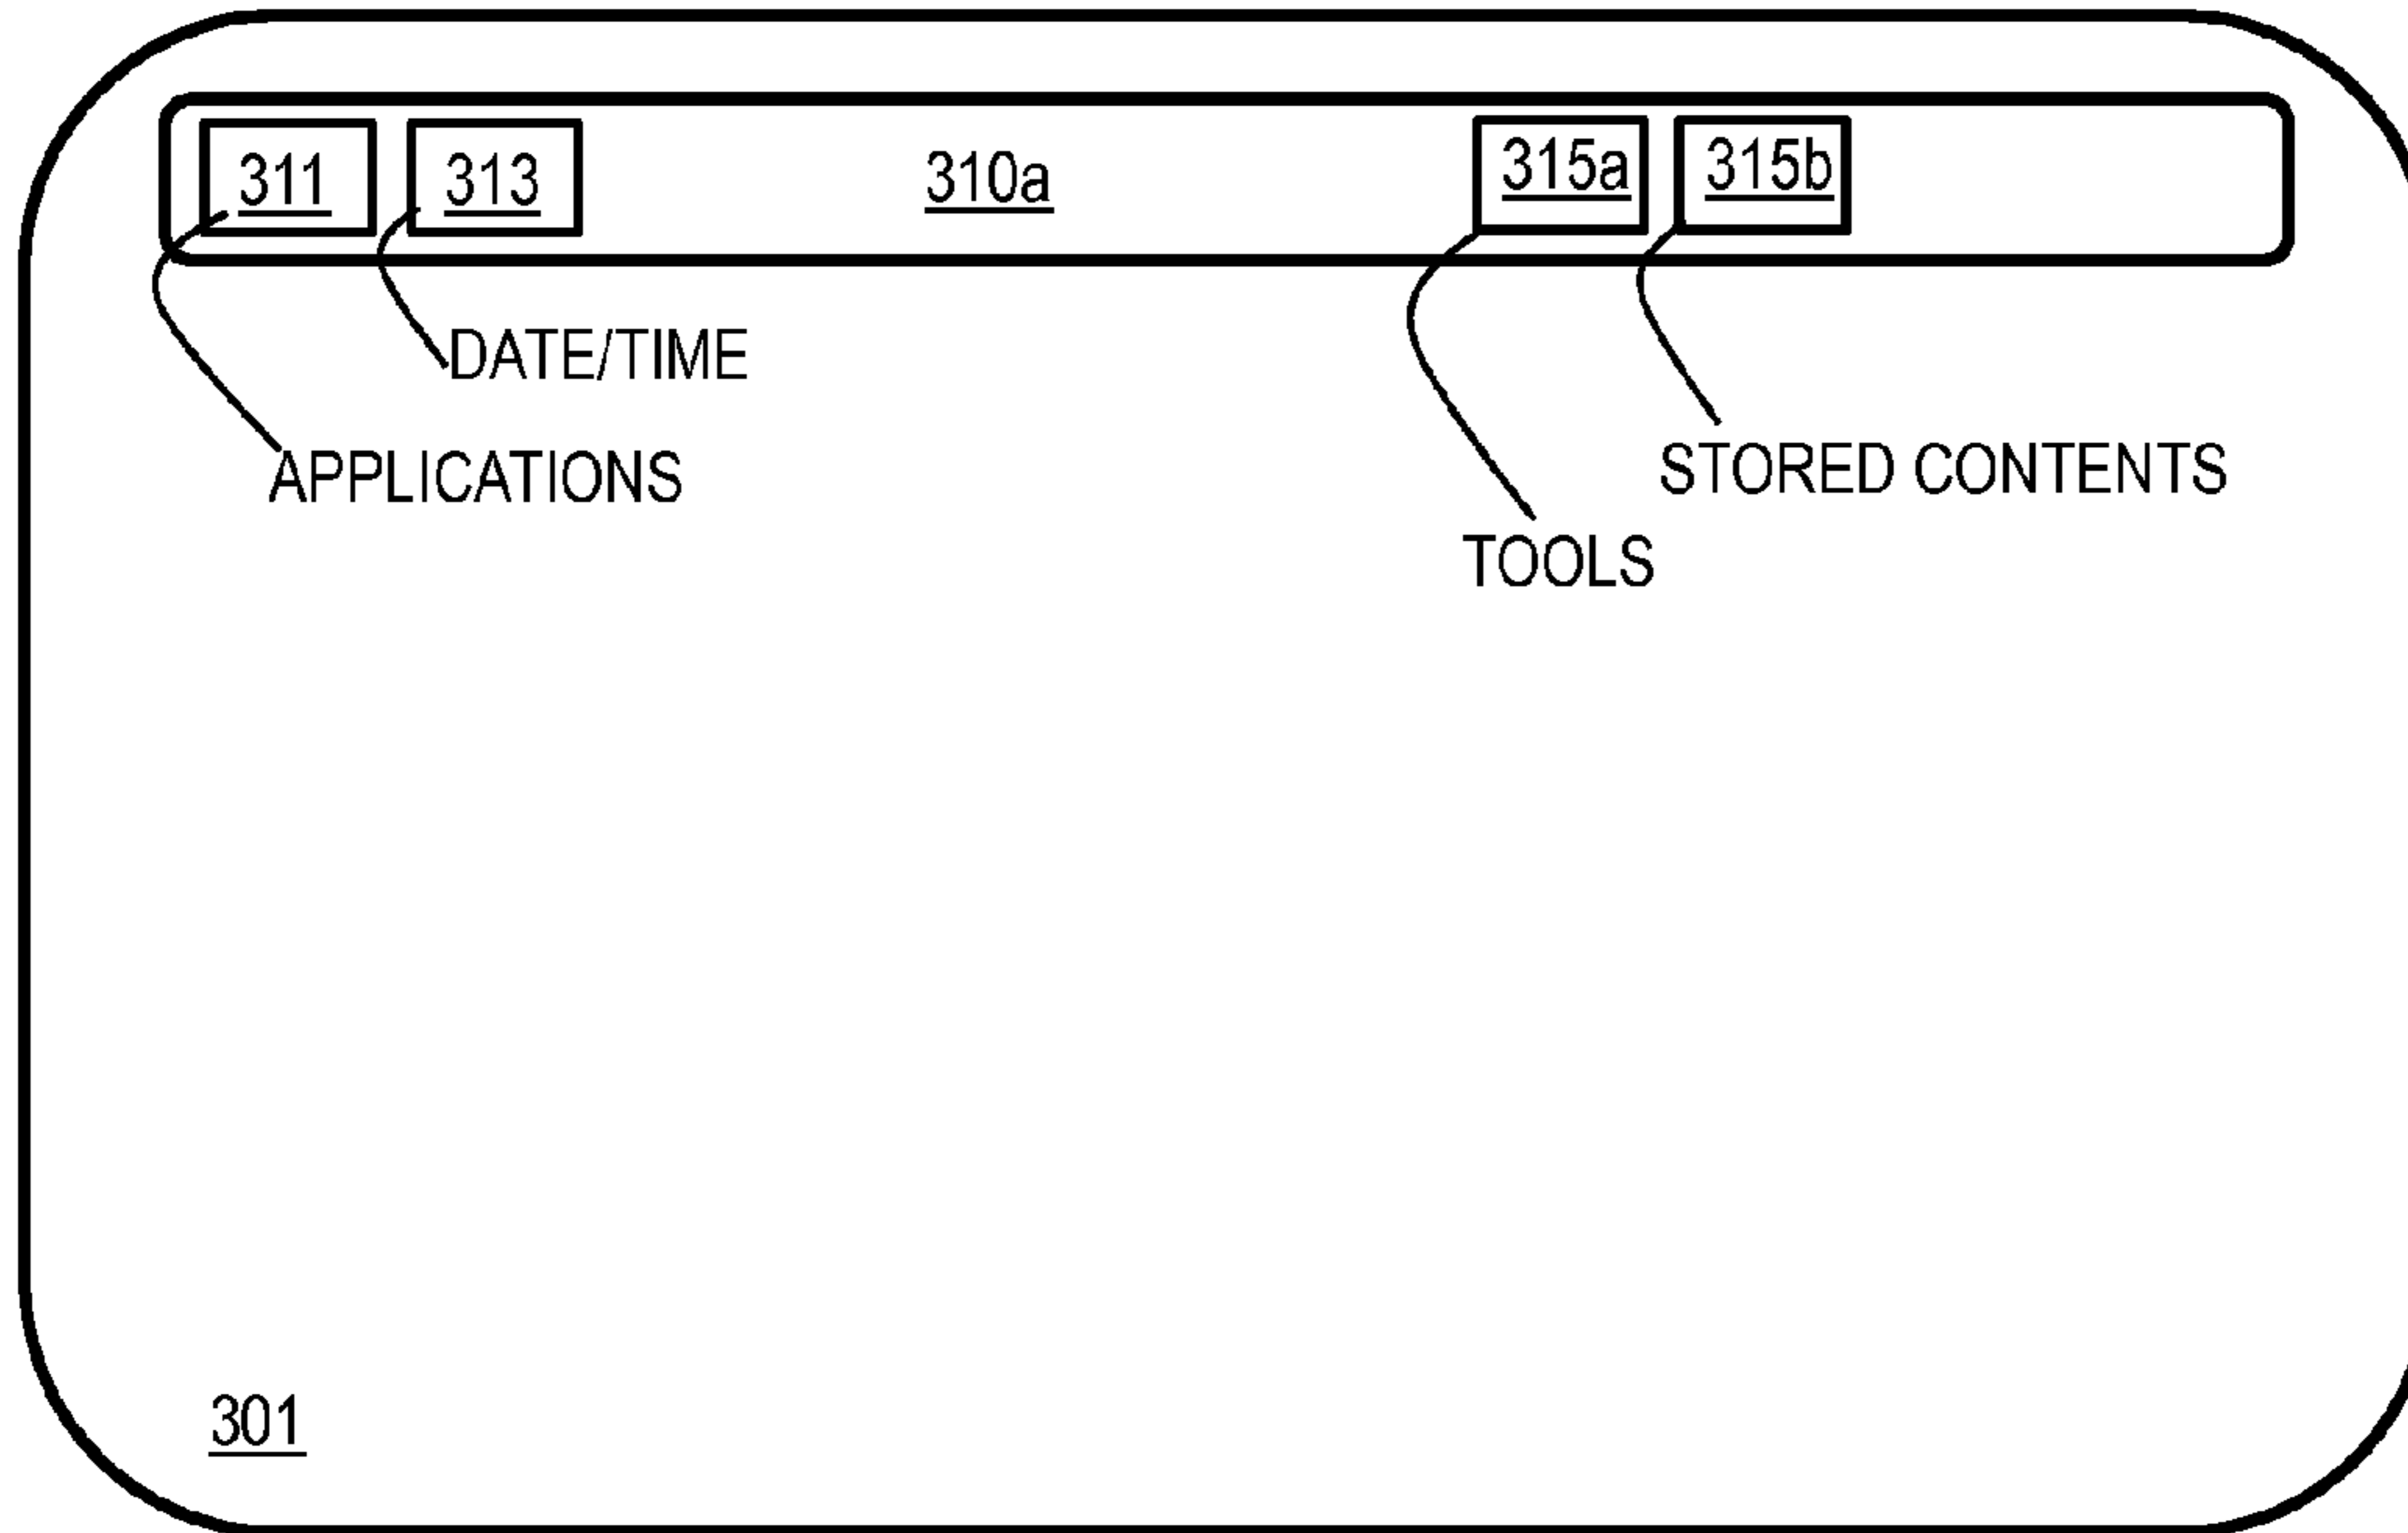 311 313 310a 315a 315b
DATE/TIME
APPLICATIONS
STORED CONTENTS
TOOLS
301